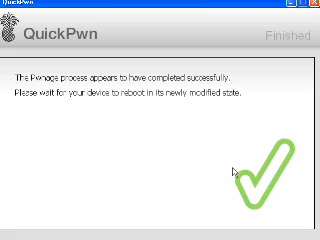 QuickPwn
QuickPwn
Finished
The Pwnage process appears to have completed successfully.
Please wait for your device to reboot in its newly modified state.